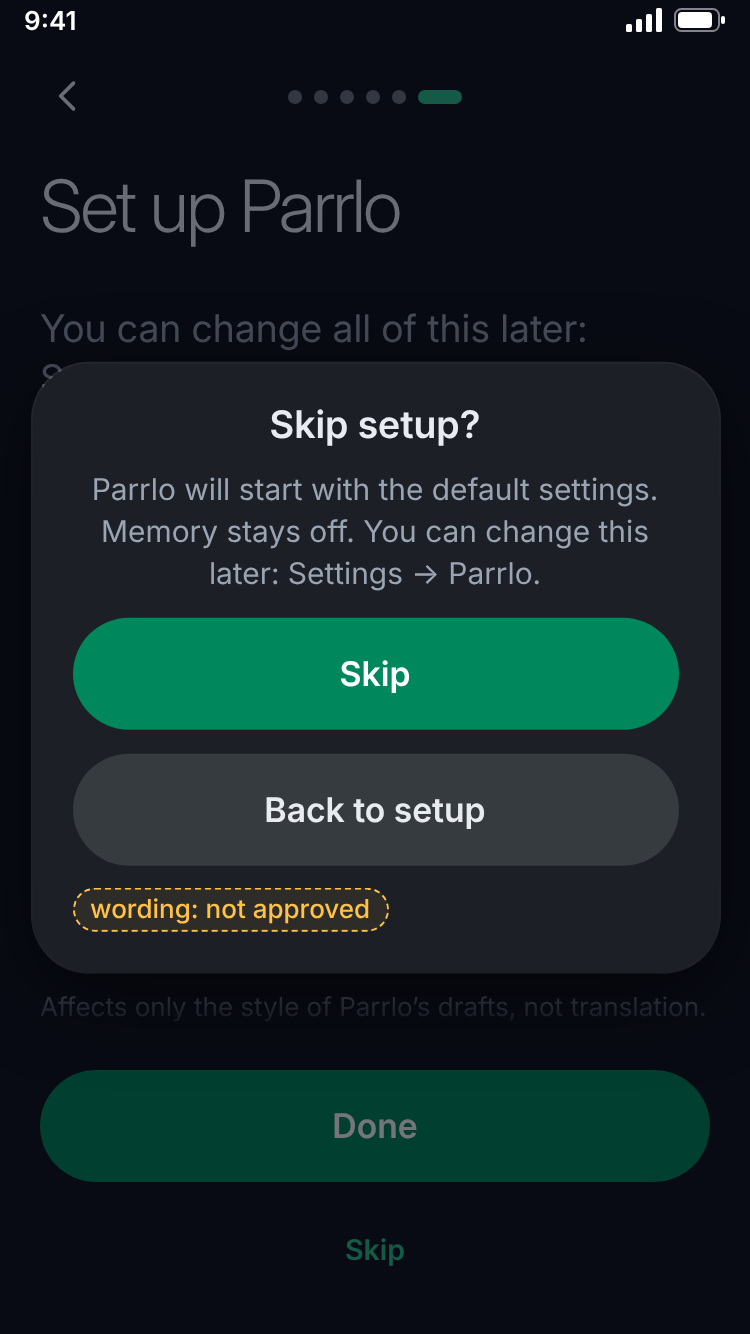 9:41
Set up Parrlo
You can change all of this later:
Skip setup?
Parrlo will start with the default settings.
Memory stays off. You can change this
later: Settings → Parrlo.
Skip
Back to setup
wording: not approved
Affects only the style of Parrlo’s drafts, not translation.
Done
Skip